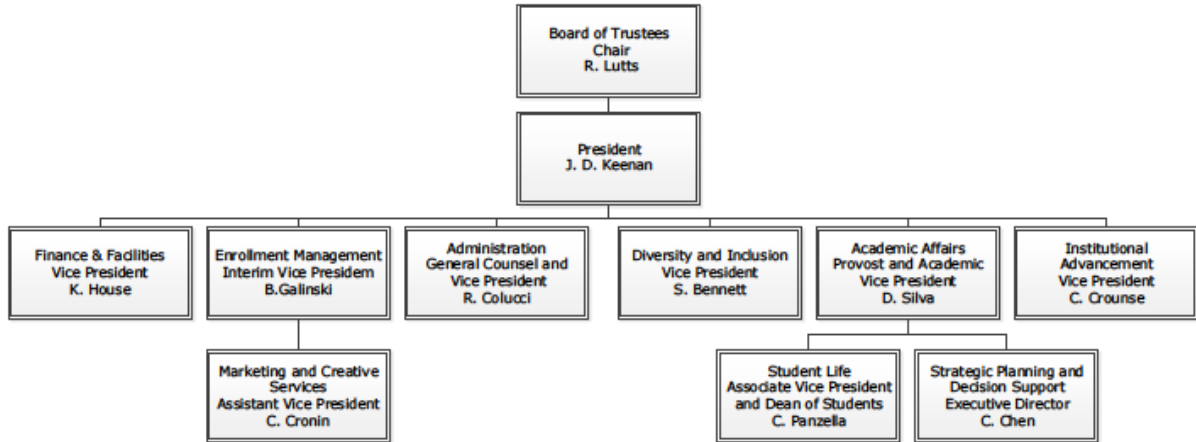 Board of Trustees
Chair
R. Lutts
President
J. D. Keenan
Finance & Facilities
Vice President
K. House
Enrollment Management
Interim Vice Presidem
B.Galinski
Administration
General Counsel and
Vice President
R. Colucci
Diversity and Inclusion
Vice President
S. Bennett
Academic Affairs
Provost and Academic
Vice President
D. Silva
Institutional
Advancement
Vice President
C. Crounse
Marketing and Creative
Services
Assistant Vice President
C. Cronin
Student Life
Associate Vice President
and Dean of Students
C. Panzella
Strategic Planning and
Decision Support
Executive Director
C. Chen